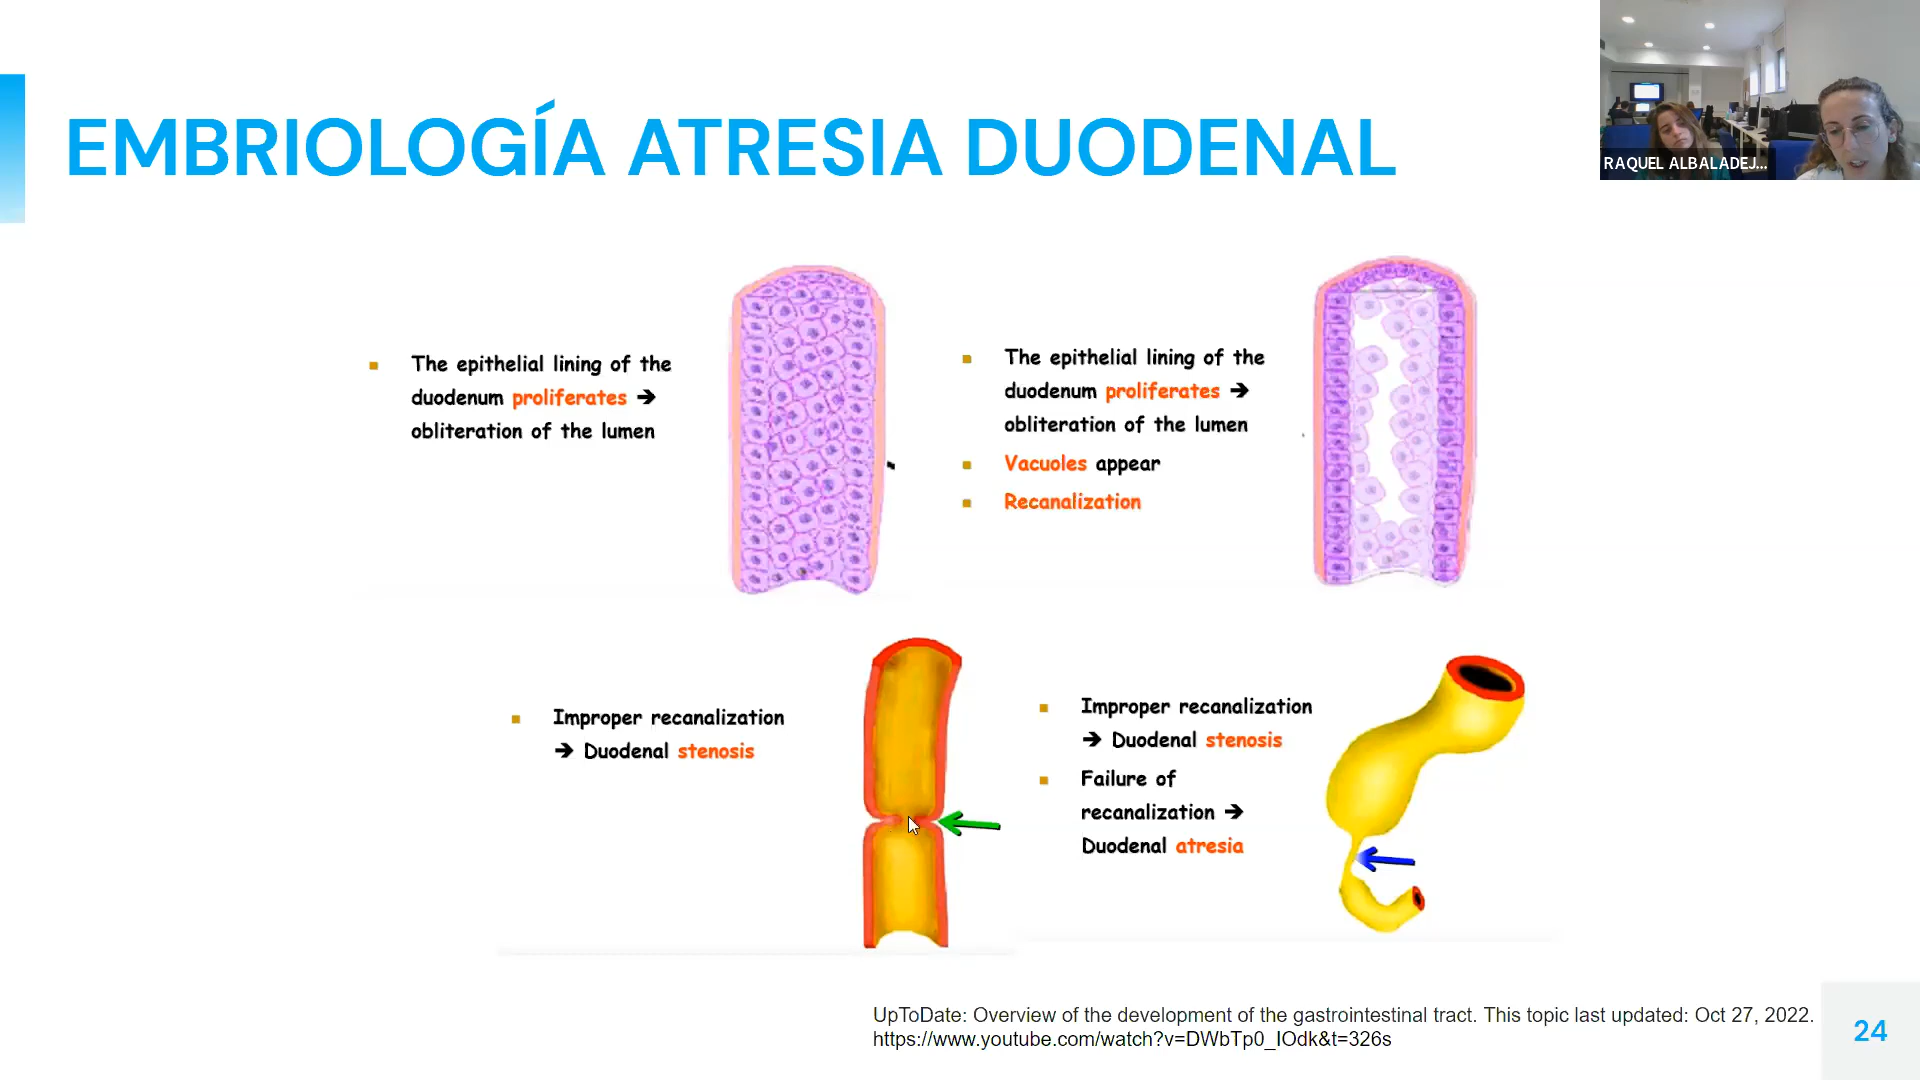 EMBRIOLOGÍA ATRESIA DUODENAL
RAQUEL ALBALADEJ...
The epithelial lining of the
duodenum proliferates ➔
obliteration of the lumen
The epithelial lining of the
duodenum proliferates ➔
obliteration of the lumen
Vacuoles appear
Recanalization
Improper recanalization
➔ Duodenal stenosis
Improper recanalization
➔ Duodenal stenosis
Failure of
recanalization ➔
Duodenal atresia
UpToDate: Overview of the development of the gastrointestinal tract. This topic last updated: Oct 27, 2022.
https://www.youtube.com/watch?v=DWbTp0_IOdk&t=326s
24